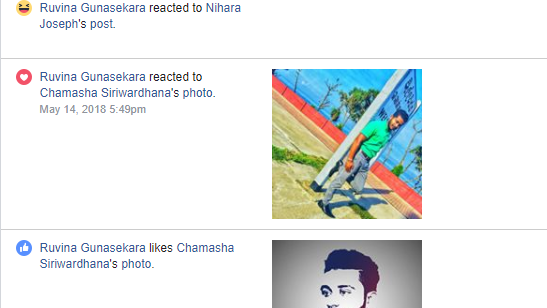 Ruvina Gunasekara reacted to Nihara
Joseph's post.
Ruvina Gunasekara reacted to
Chamasha Siriwardhana's photo.
May 14, 2018 5:49pm
Ruvina Gunasekara likes Chamasha
Siriwardhana's photo.